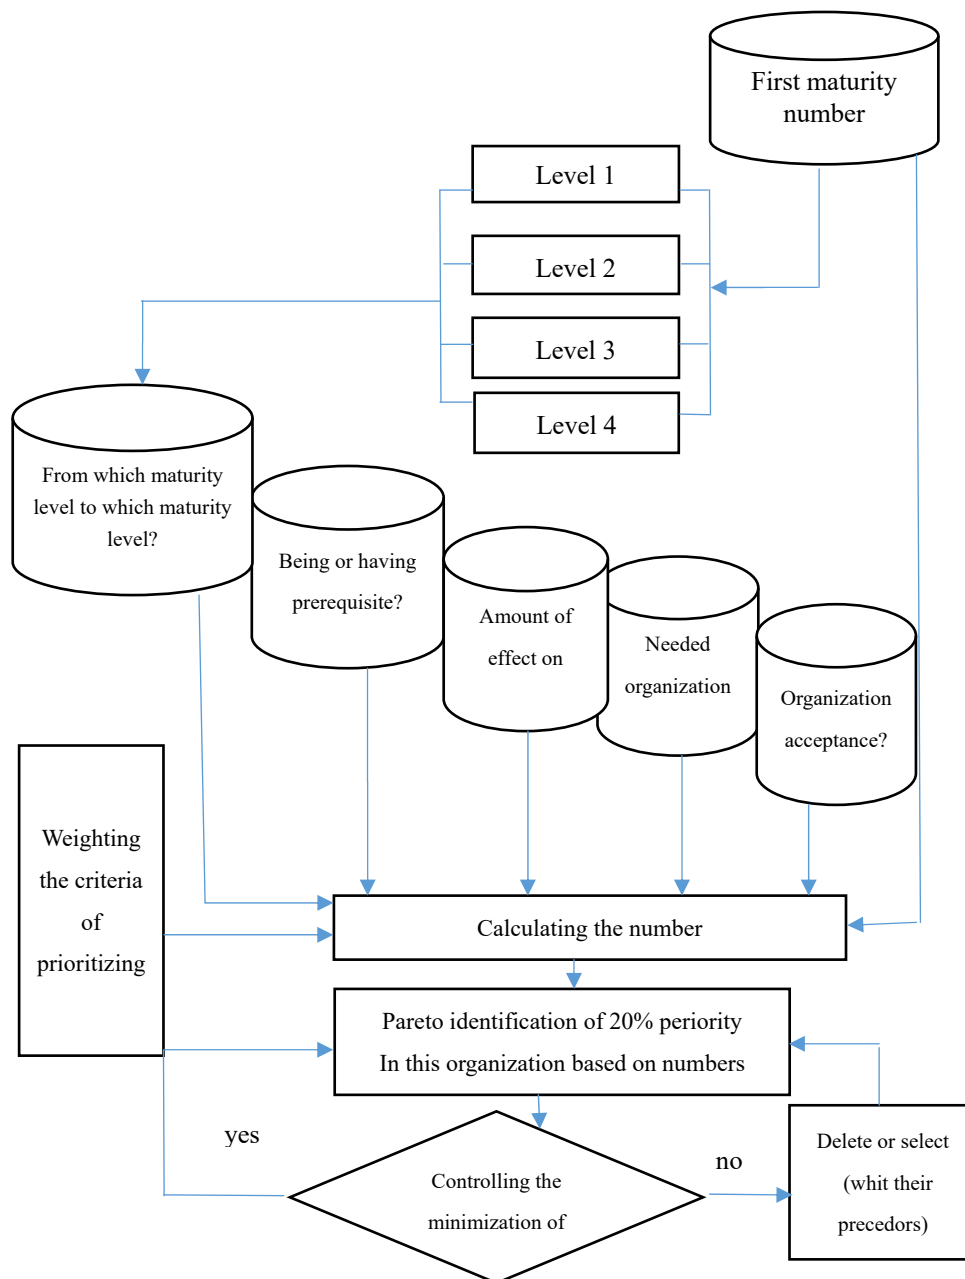 First maturity
number
Level 1
Level 2
Level 3
Level 4
From which maturity
level to which maturity
level?
Being or having
prerequisite?
Amount of
effect on
Needed
organization
Organization
acceptance?
Weighting
the criteria
of
prioritizing
Calculating the number
Pareto identification of 20% periority
In this organization based on numbers
yes
no
Controlling the
minimization of
Delete or select
(whit their
precedors)